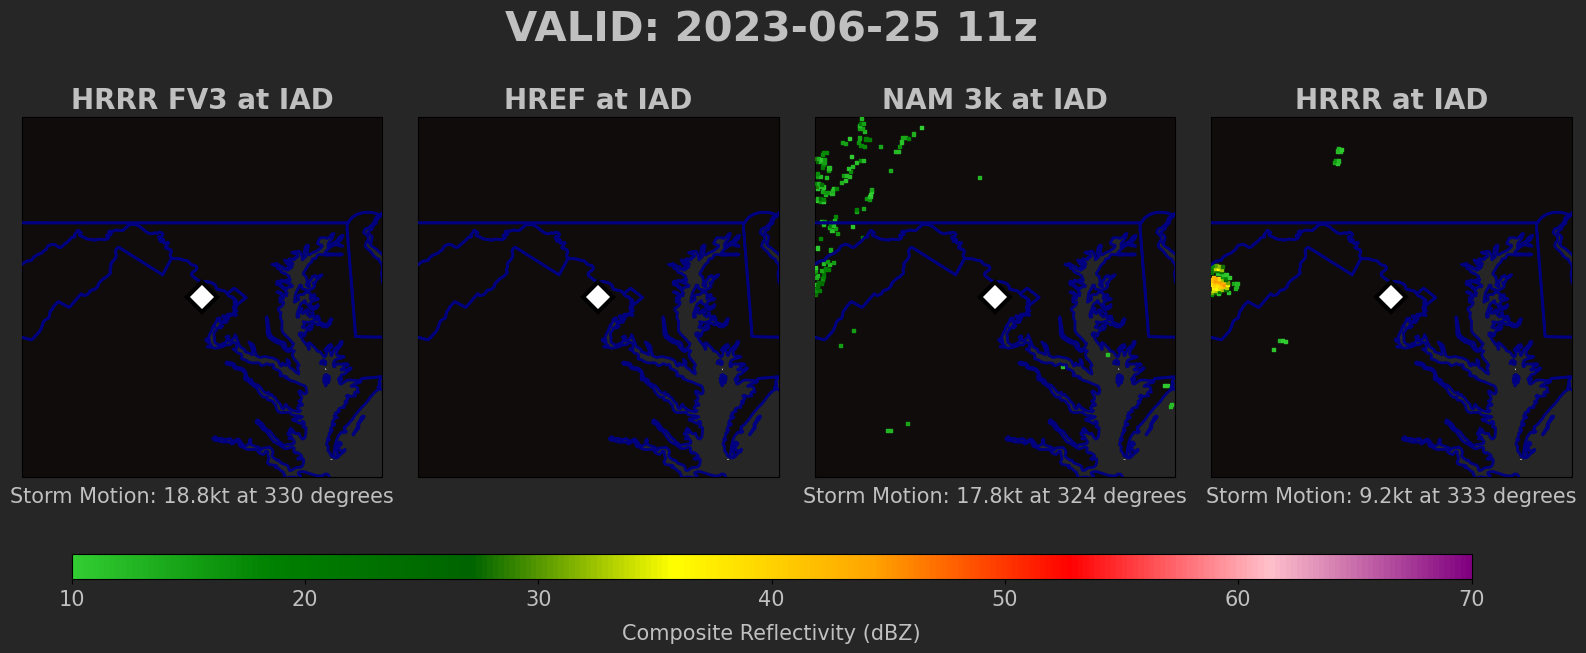 VALID: 2023-06-25 11z
HRRR FV3 at IAD
HREF at IAD
NAM 3k at IAD
HRRR at IAD
Storm Motion: 18.8kt at 330 degrees
Storm Motion: 17.8kt at 324 degrees
Storm Motion: 9.2kt at 333 degrees
10 20 30 40 50 60 70
Composite Reflectivity (dBZ)